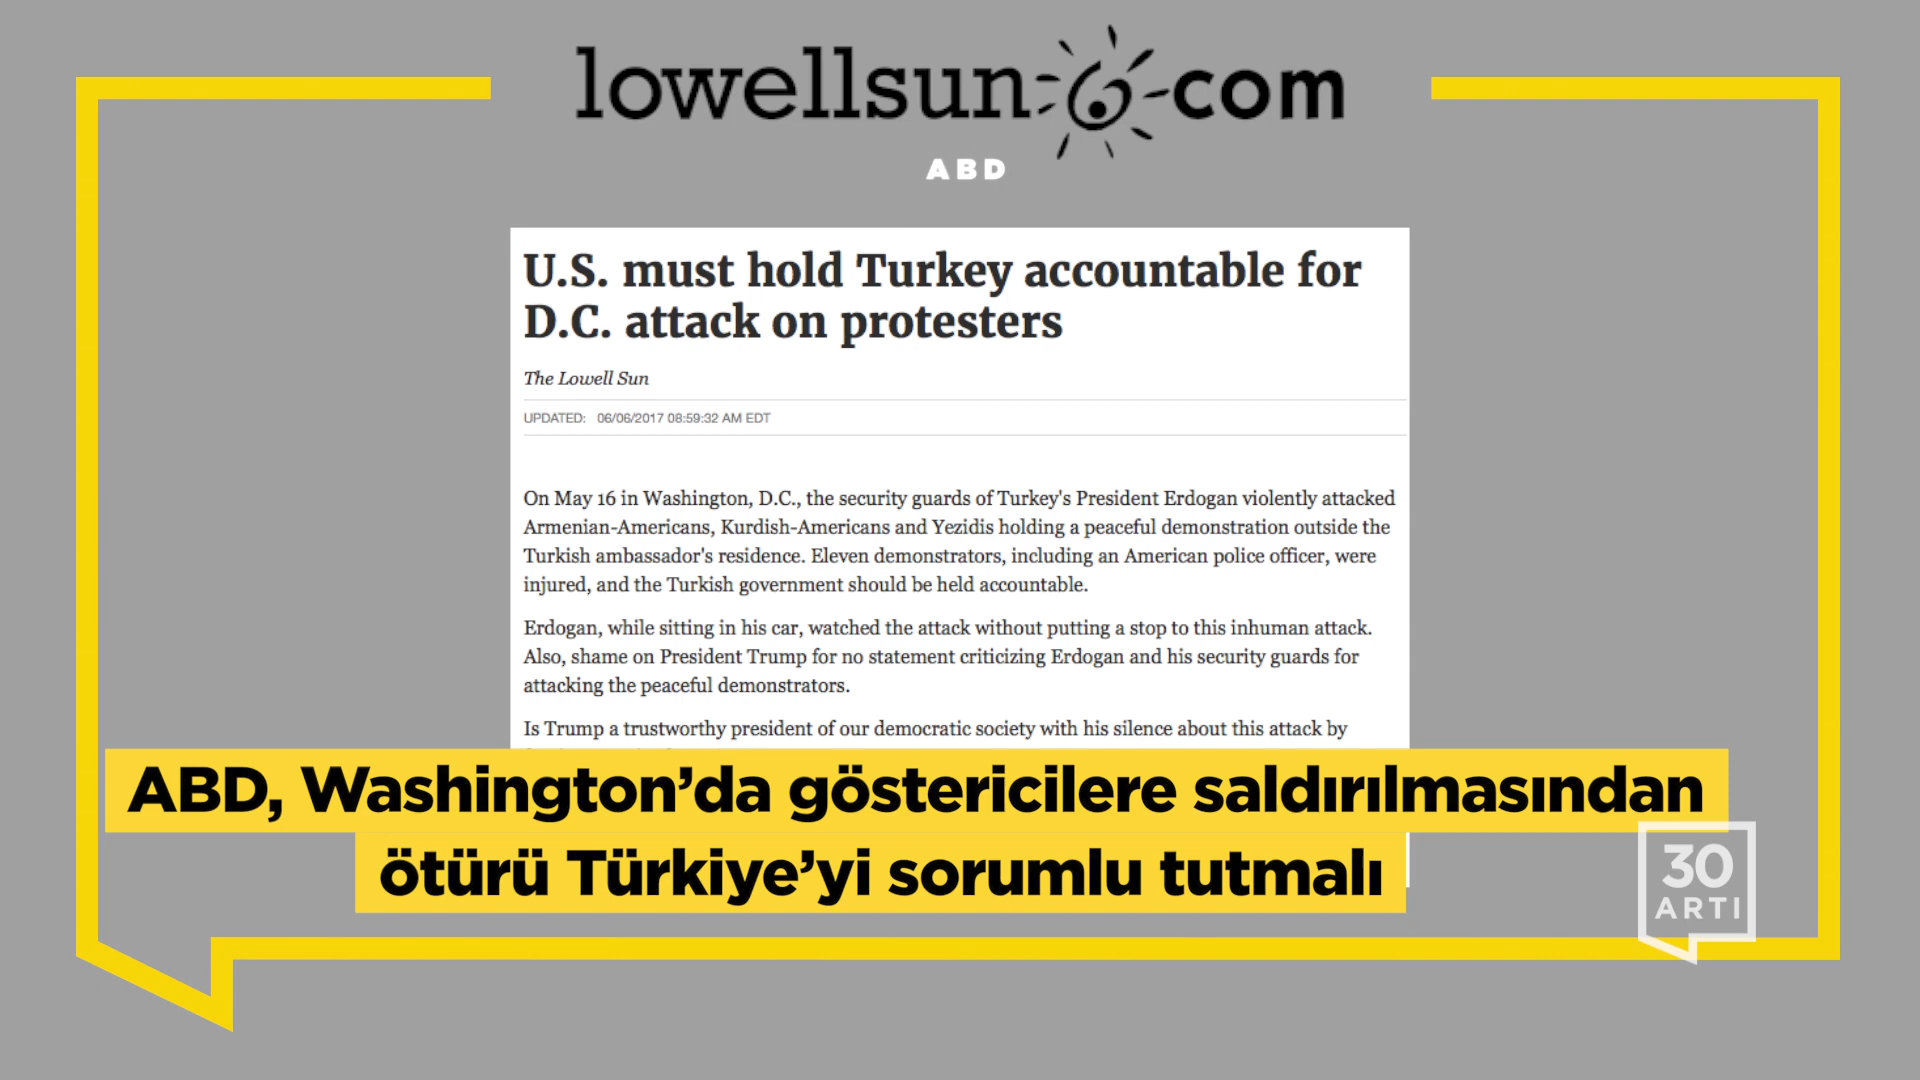 lowellsun.com
ABD
U.S. must hold Turkey accountable for
D.C. attack on protesters
The Lowell Sun
UPDATED: 06/06/2017 08:59:32 AM EDT
On May 16 in Washington, D.C., the security guards of Turkey's President Erdogan violently attacked
Armenian-Americans, Kurdish-Americans and Yezidis holding a peaceful demonstration outside the
Turkish ambassador's residence. Eleven demonstrators, including an American police officer, were
injured, and the Turkish government should be held accountable.
Erdogan, while sitting in his car, watched the attack without putting a stop to this inhuman attack.
Also, shame on President Trump for no statement criticizing Erdogan and his security guards for
attacking the peaceful demonstrators.
Is Trump a trustworthy president of our democratic society with his silence about this attack by
ABD, Washington’da göstericilere saldırılmasından
ötürü Türkiye’yi sorumlu tutmalı
30
ARTI